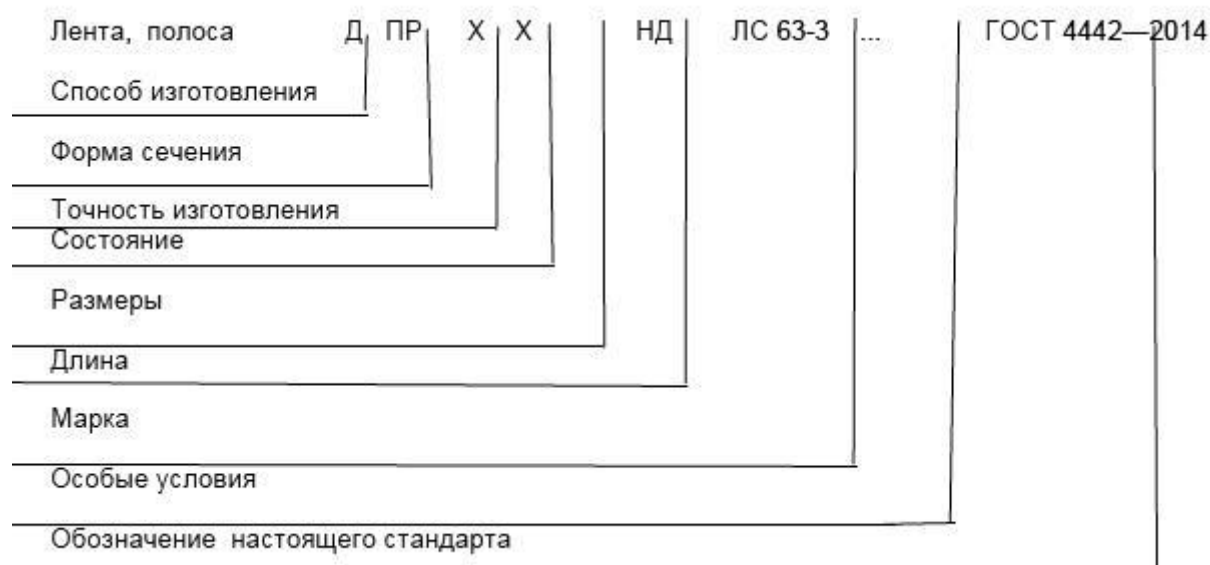 Лента, полоса Д ПР Х Х НД ЛС 63-3 ... ГОСТ 4442—2014
Способ изготовления
Форма сечения
Точность изготовления
Состояние
Размеры
Длина
Марка
Особые условия
Обозначение настоящего стандарта